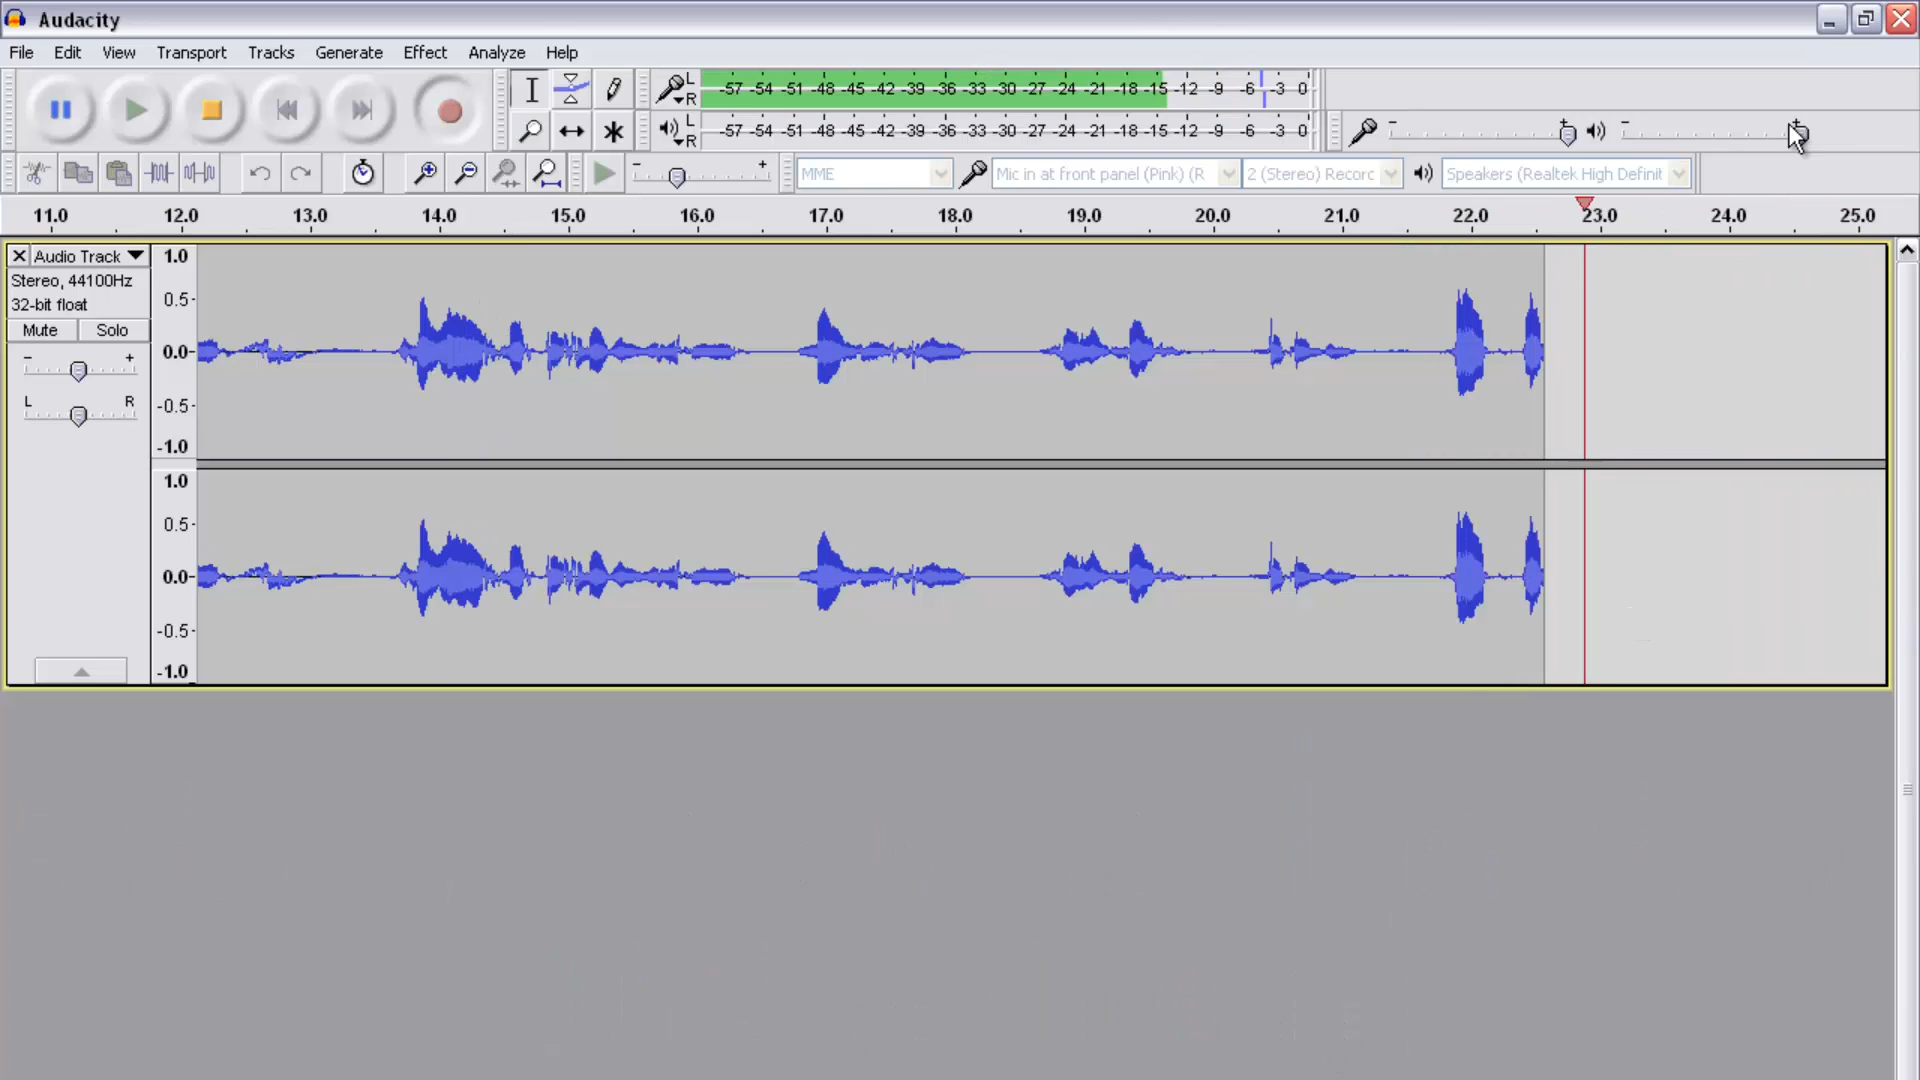 Audacity
File Edit View Transport Tracks Generate Effect Analyze Help
L
R
-57 -54 -51 -48 -45 -42 -39 -36 -33 -30 -27 -24 -21 -18 -15 -12 -9 -6 -3 0
L
R
-57 -54 -51 -48 -45 -42 -39 -36 -33 -30 -27 -24 -21 -18 -15 -12 -9 -6 -3 0
- + - +
- + MME Mic in at front panel (Pink) (R 2 (Stereo) Recorc Speakers (Realtek High Definit
11.0 12.0 13.0 14.0 15.0 16.0 17.0 18.0 19.0 20.0 21.0 22.0 23.0 24.0 25.0
Audio Track
Stereo, 44100Hz
32-bit float
Mute Solo
- +
L R
1.0
0.5-
0.0-
-0.5-
-1.0
1.0
0.5-
0.0-
-0.5-
-1.0